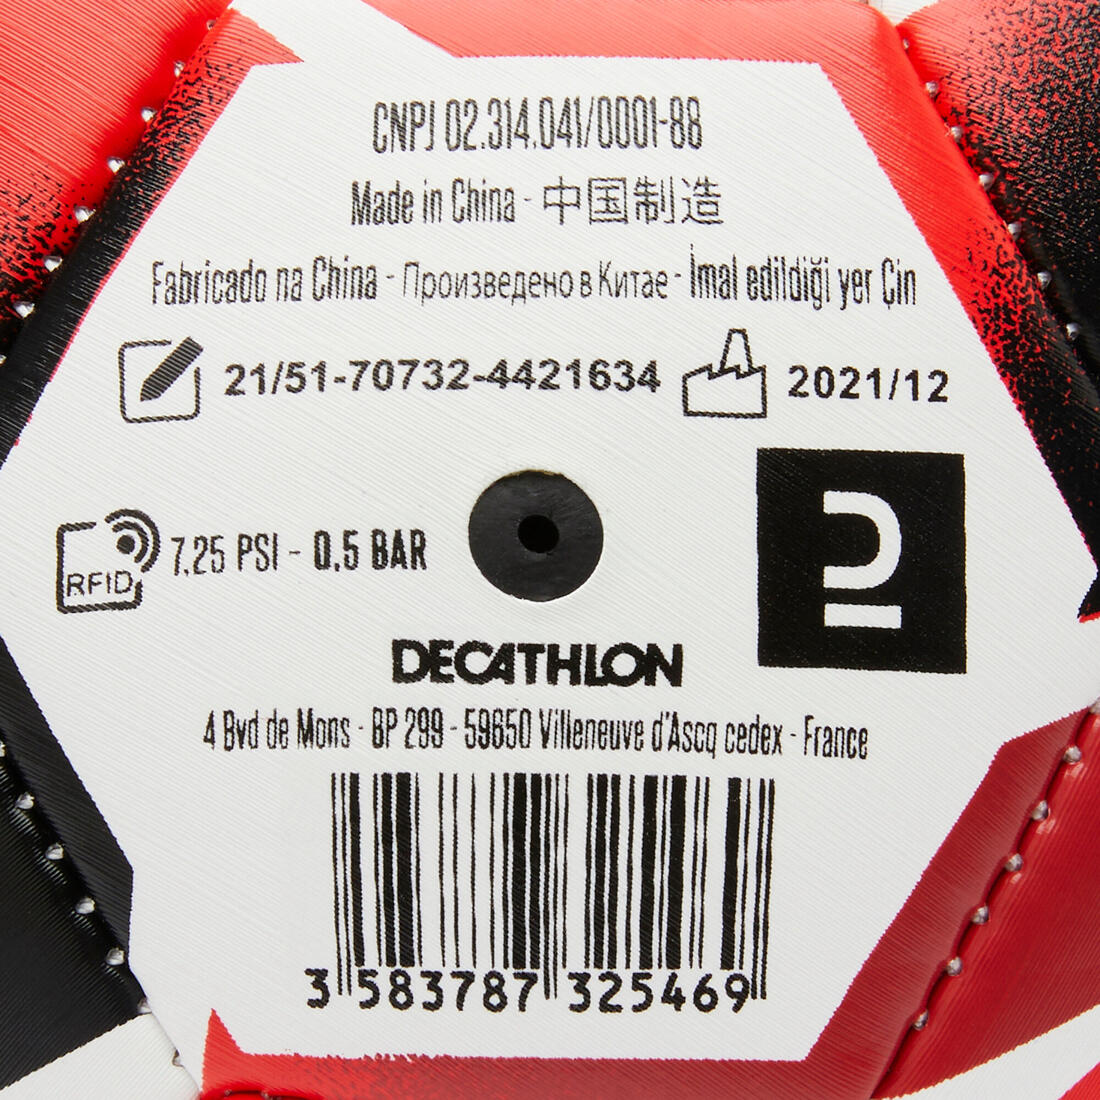 CNPJ 02.314.041/0001-88
Made in China - 中国制造
Fabricado na China - Произведено в Китае - İmal edildiği yer Çin
21/51-70732-4421634 2021/12
RFID 7,25 PSI - 0,5 BAR
DECATHLON
4 Bvd de Mons - BP 299 - 59650 Villeneuve d'Ascq cedex - France
3 583787 325469